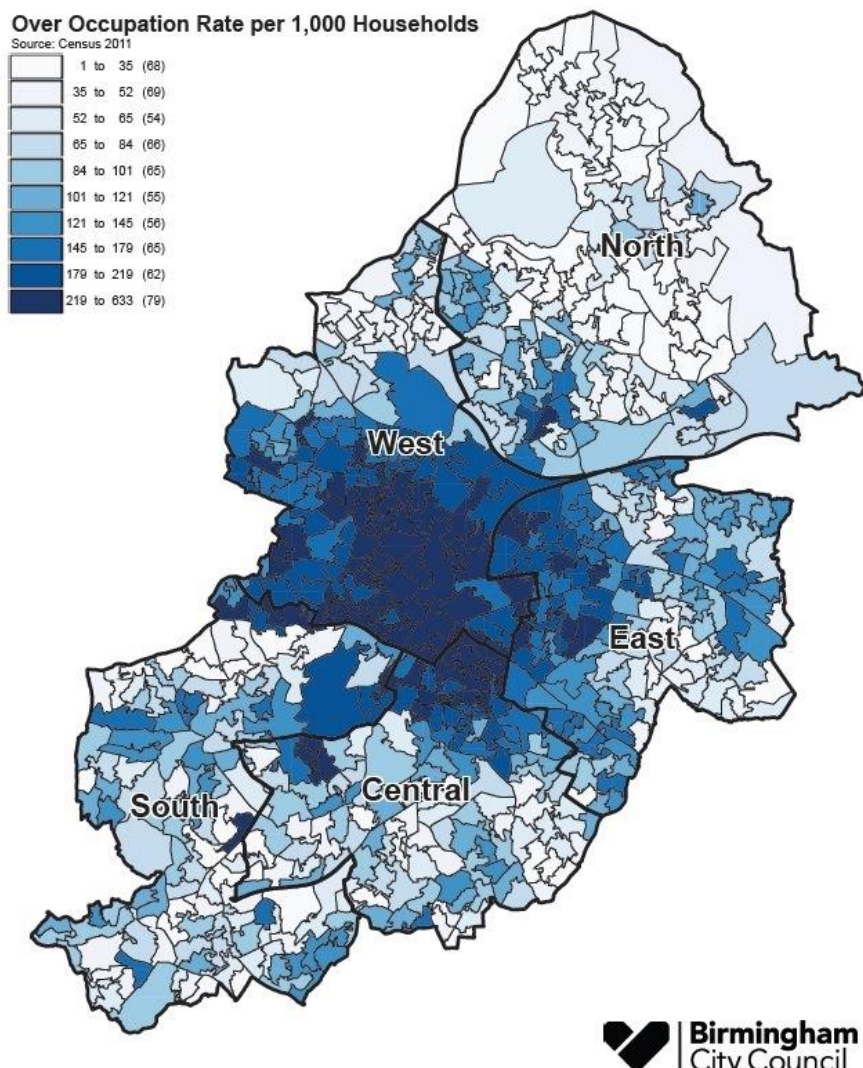 Over Occupation Rate per 1,000 Households
Source: Census 2011
1 to 35 (68)
35 to 52 (69)
52 to 65 (54)
65 to 84 (66)
84 to 101 (65)
101 to 121 (55)
121 to 145 (56)
145 to 179 (65)
179 to 219 (62)
219 to 633 (79)
North
West
East
South
Central
Birmingham
City Council